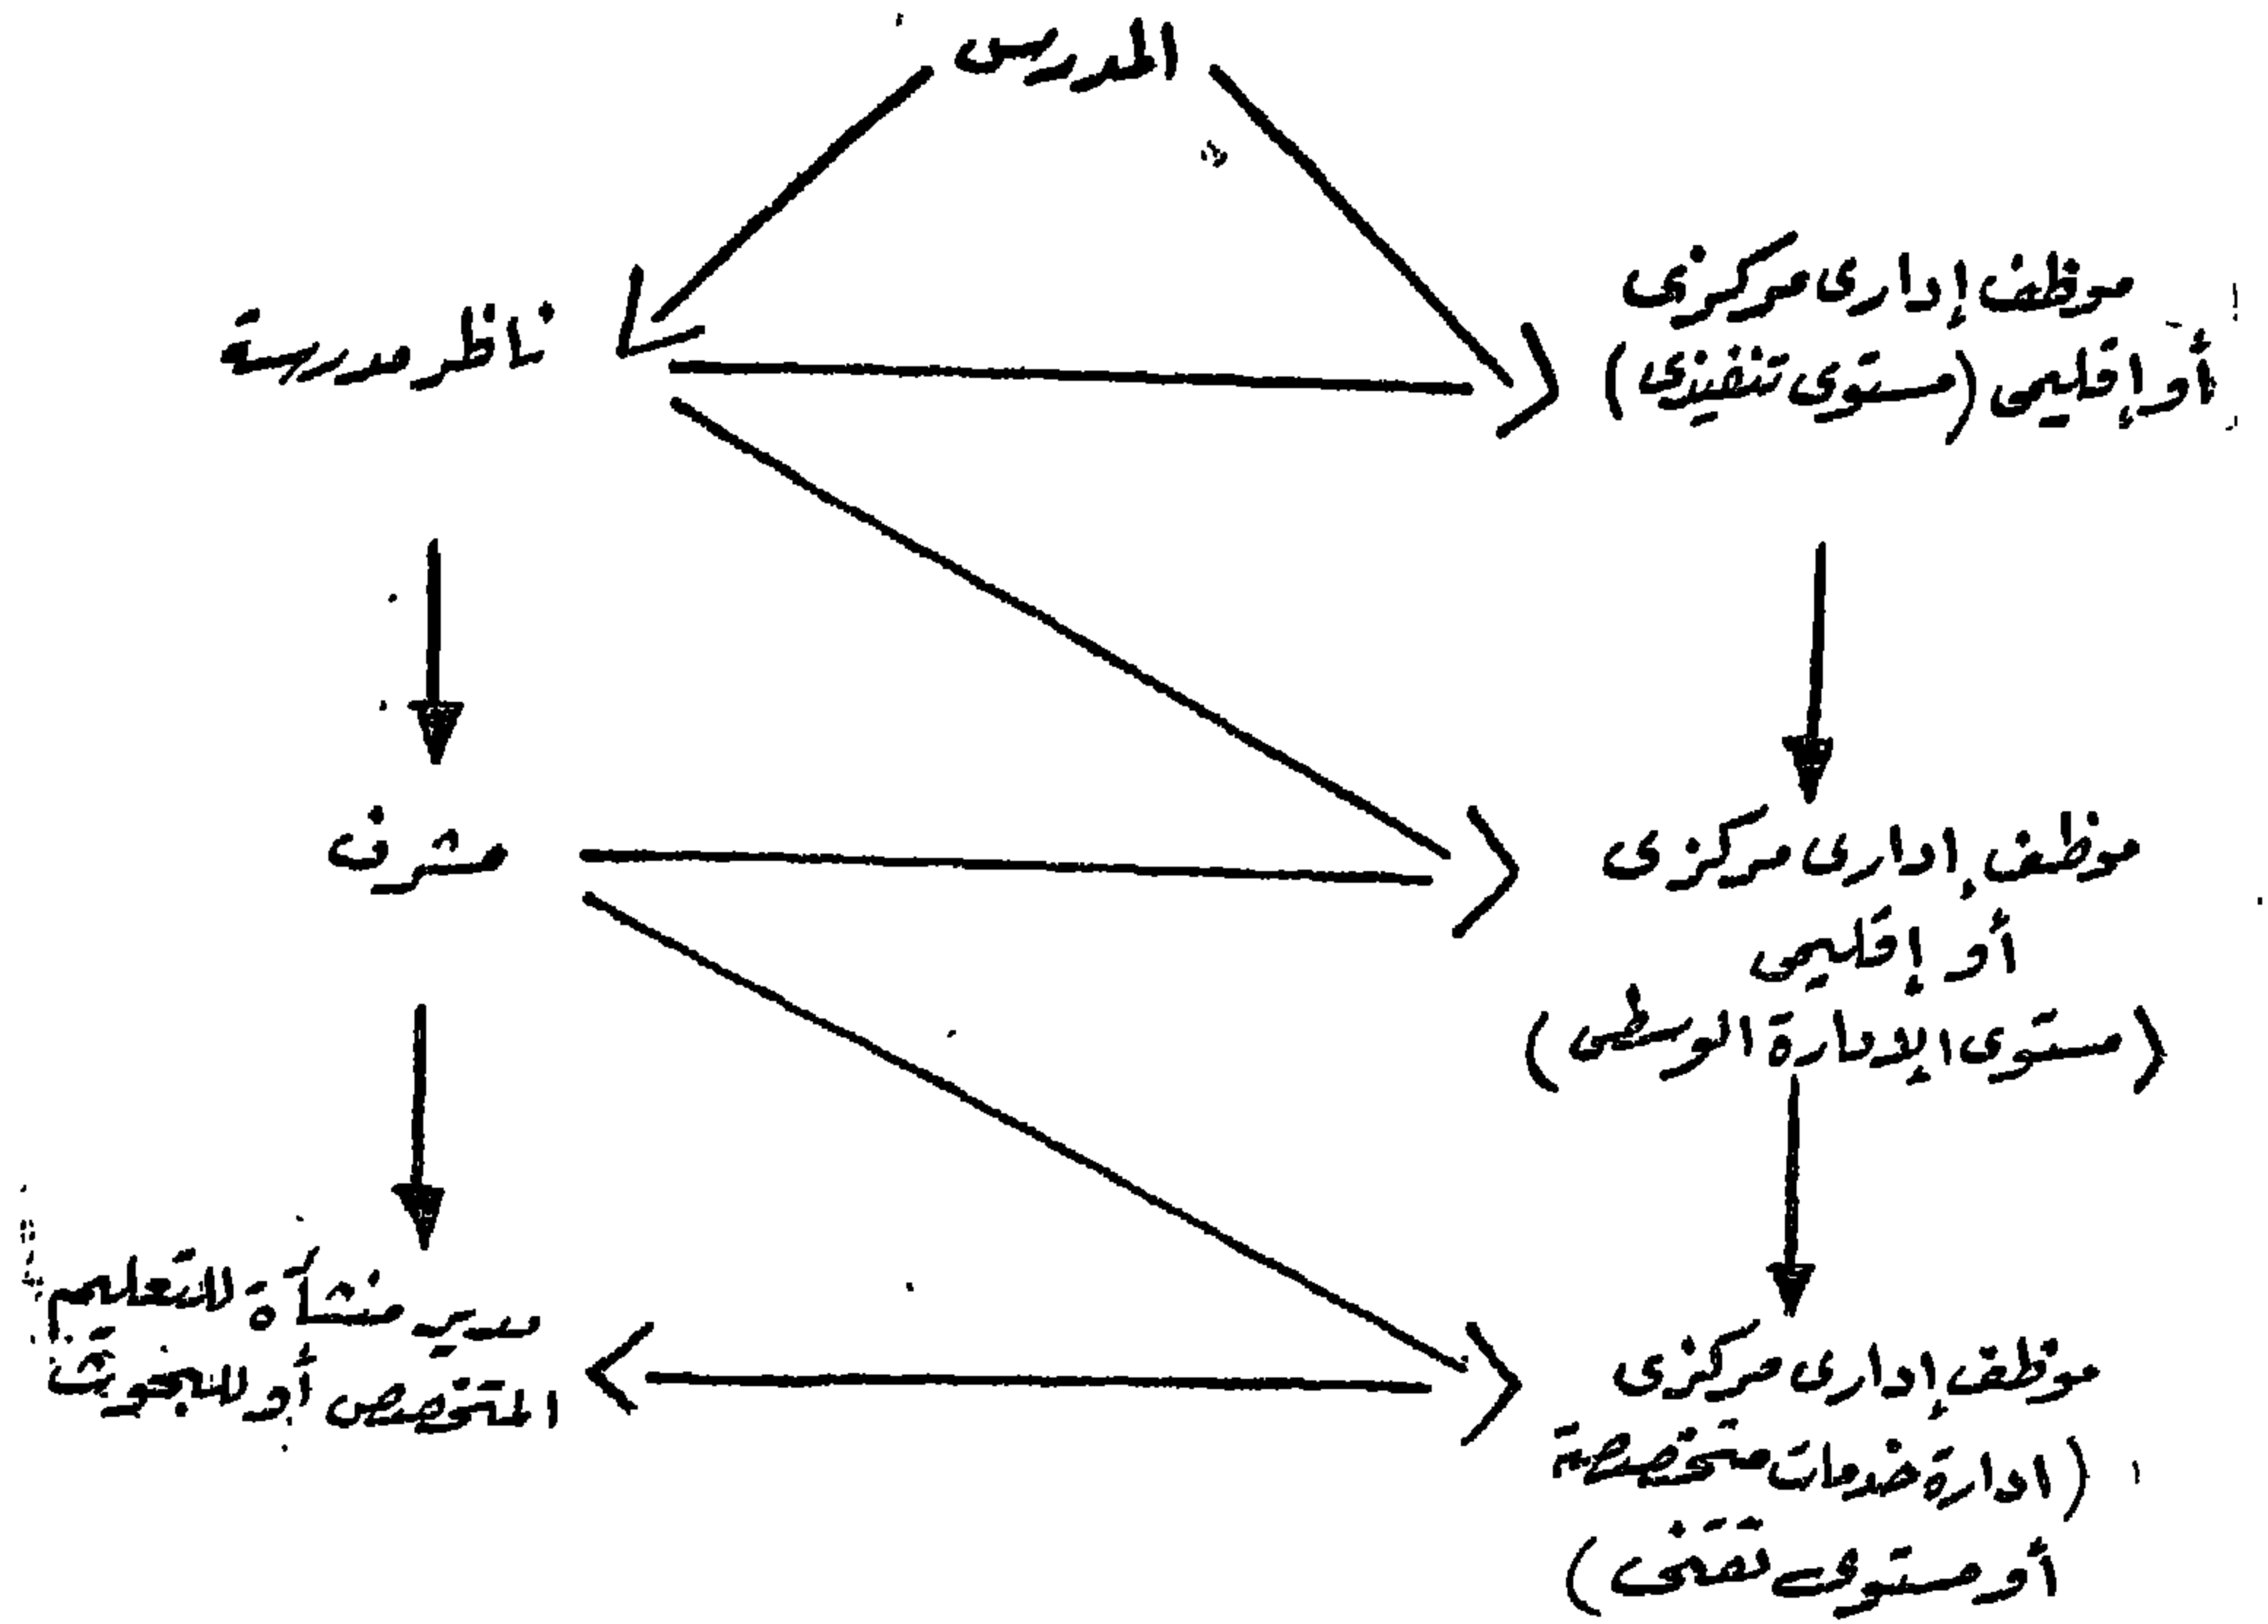 المدرس
موظف إدارى مركزى
أو إقليمى (مستوى تنفيذى)
ناظر مدرسة
موظف إدارى مركزى
أو إقليمى
(مستوى الإدارة الوسطى)
مشرف
موظف إدارى مركزى
(ادارة خدمات متخصصة
أو مستوى تقنى)
مدير منشأة للتعليم
المتخصص أو للبحوث